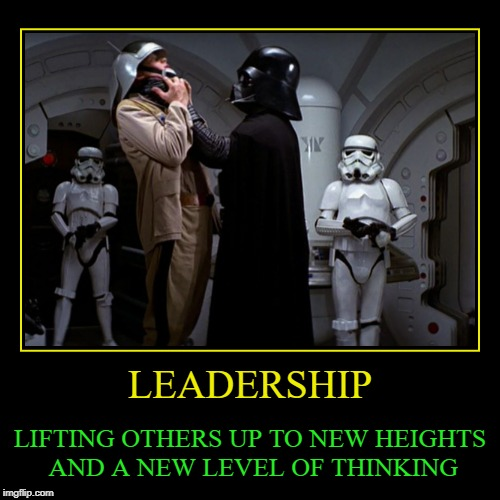 LEADERSHIP
LIFTING OTHERS UP TO NEW HEIGHTS
AND A NEW LEVEL OF THINKING
imgflip.com